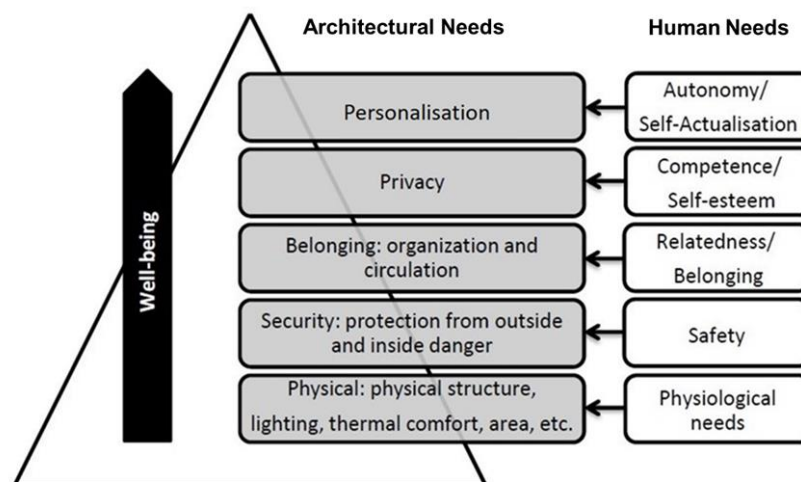 Architectural Needs
Human Needs
Well-being
Personalisation
Autonomy/
Self-Actualisation
Privacy
Competence/
Self-esteem
Belonging: organization and
circulation
Relatedness/
Belonging
Security: protection from outside
and inside danger
Safety
Physical: physical structure,
lighting, thermal comfort, area, etc.
Physiological
needs